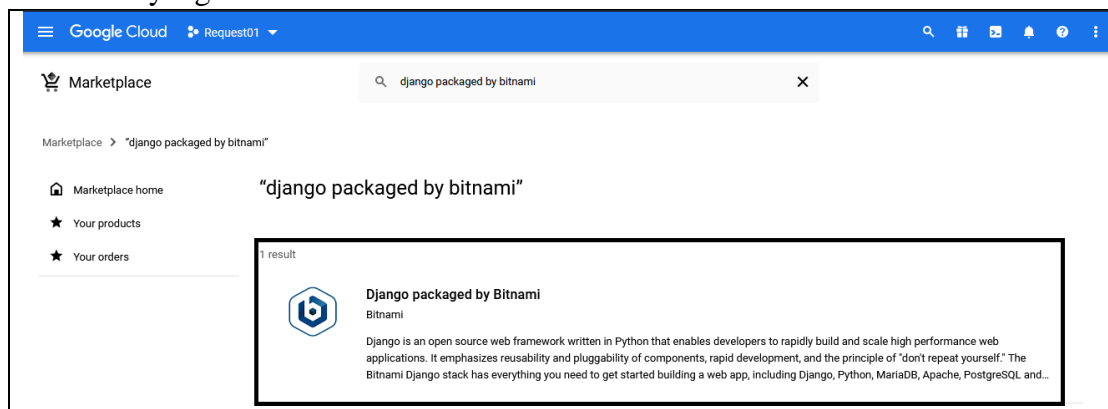 Google Cloud Request01
Marketplace
django packaged by bitnami
Marketplace > "django packaged by bitnami"
Marketplace home
Your products
Your orders
"django packaged by bitnami"
1 result
Django packaged by Bitnami
Bitnami
Django is an open source web framework written in Python that enables developers to rapidly build and scale high performance web
applications. It emphasizes reusability and pluggability of components, rapid development, and the principle of "don't repeat yourself." The
Bitnami Django stack has everything you need to get started building a web app, including Django, Python, MariaDB, Apache, PostgreSQL and...